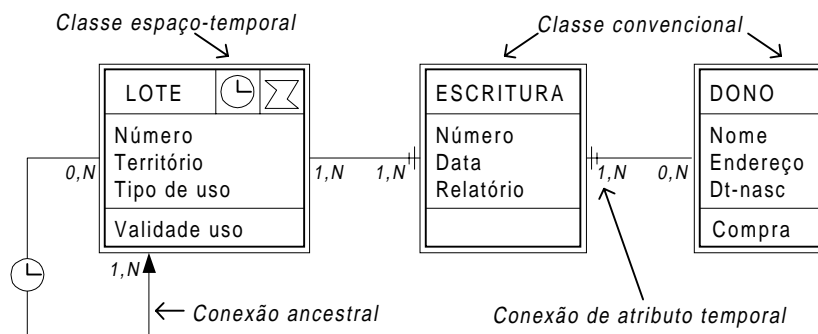 Classe espaço-temporal
Classe convencional
LOTE
Número
Território
Tipo de uso
Validade uso
ESCRITURA
Número
Data
Relatório
DONO
Nome
Endereço
Dt-nasc
Compra
0,N
1,N
1,N
1,N
0,N
1,N
Conexão ancestral
Conexão de atributo temporal